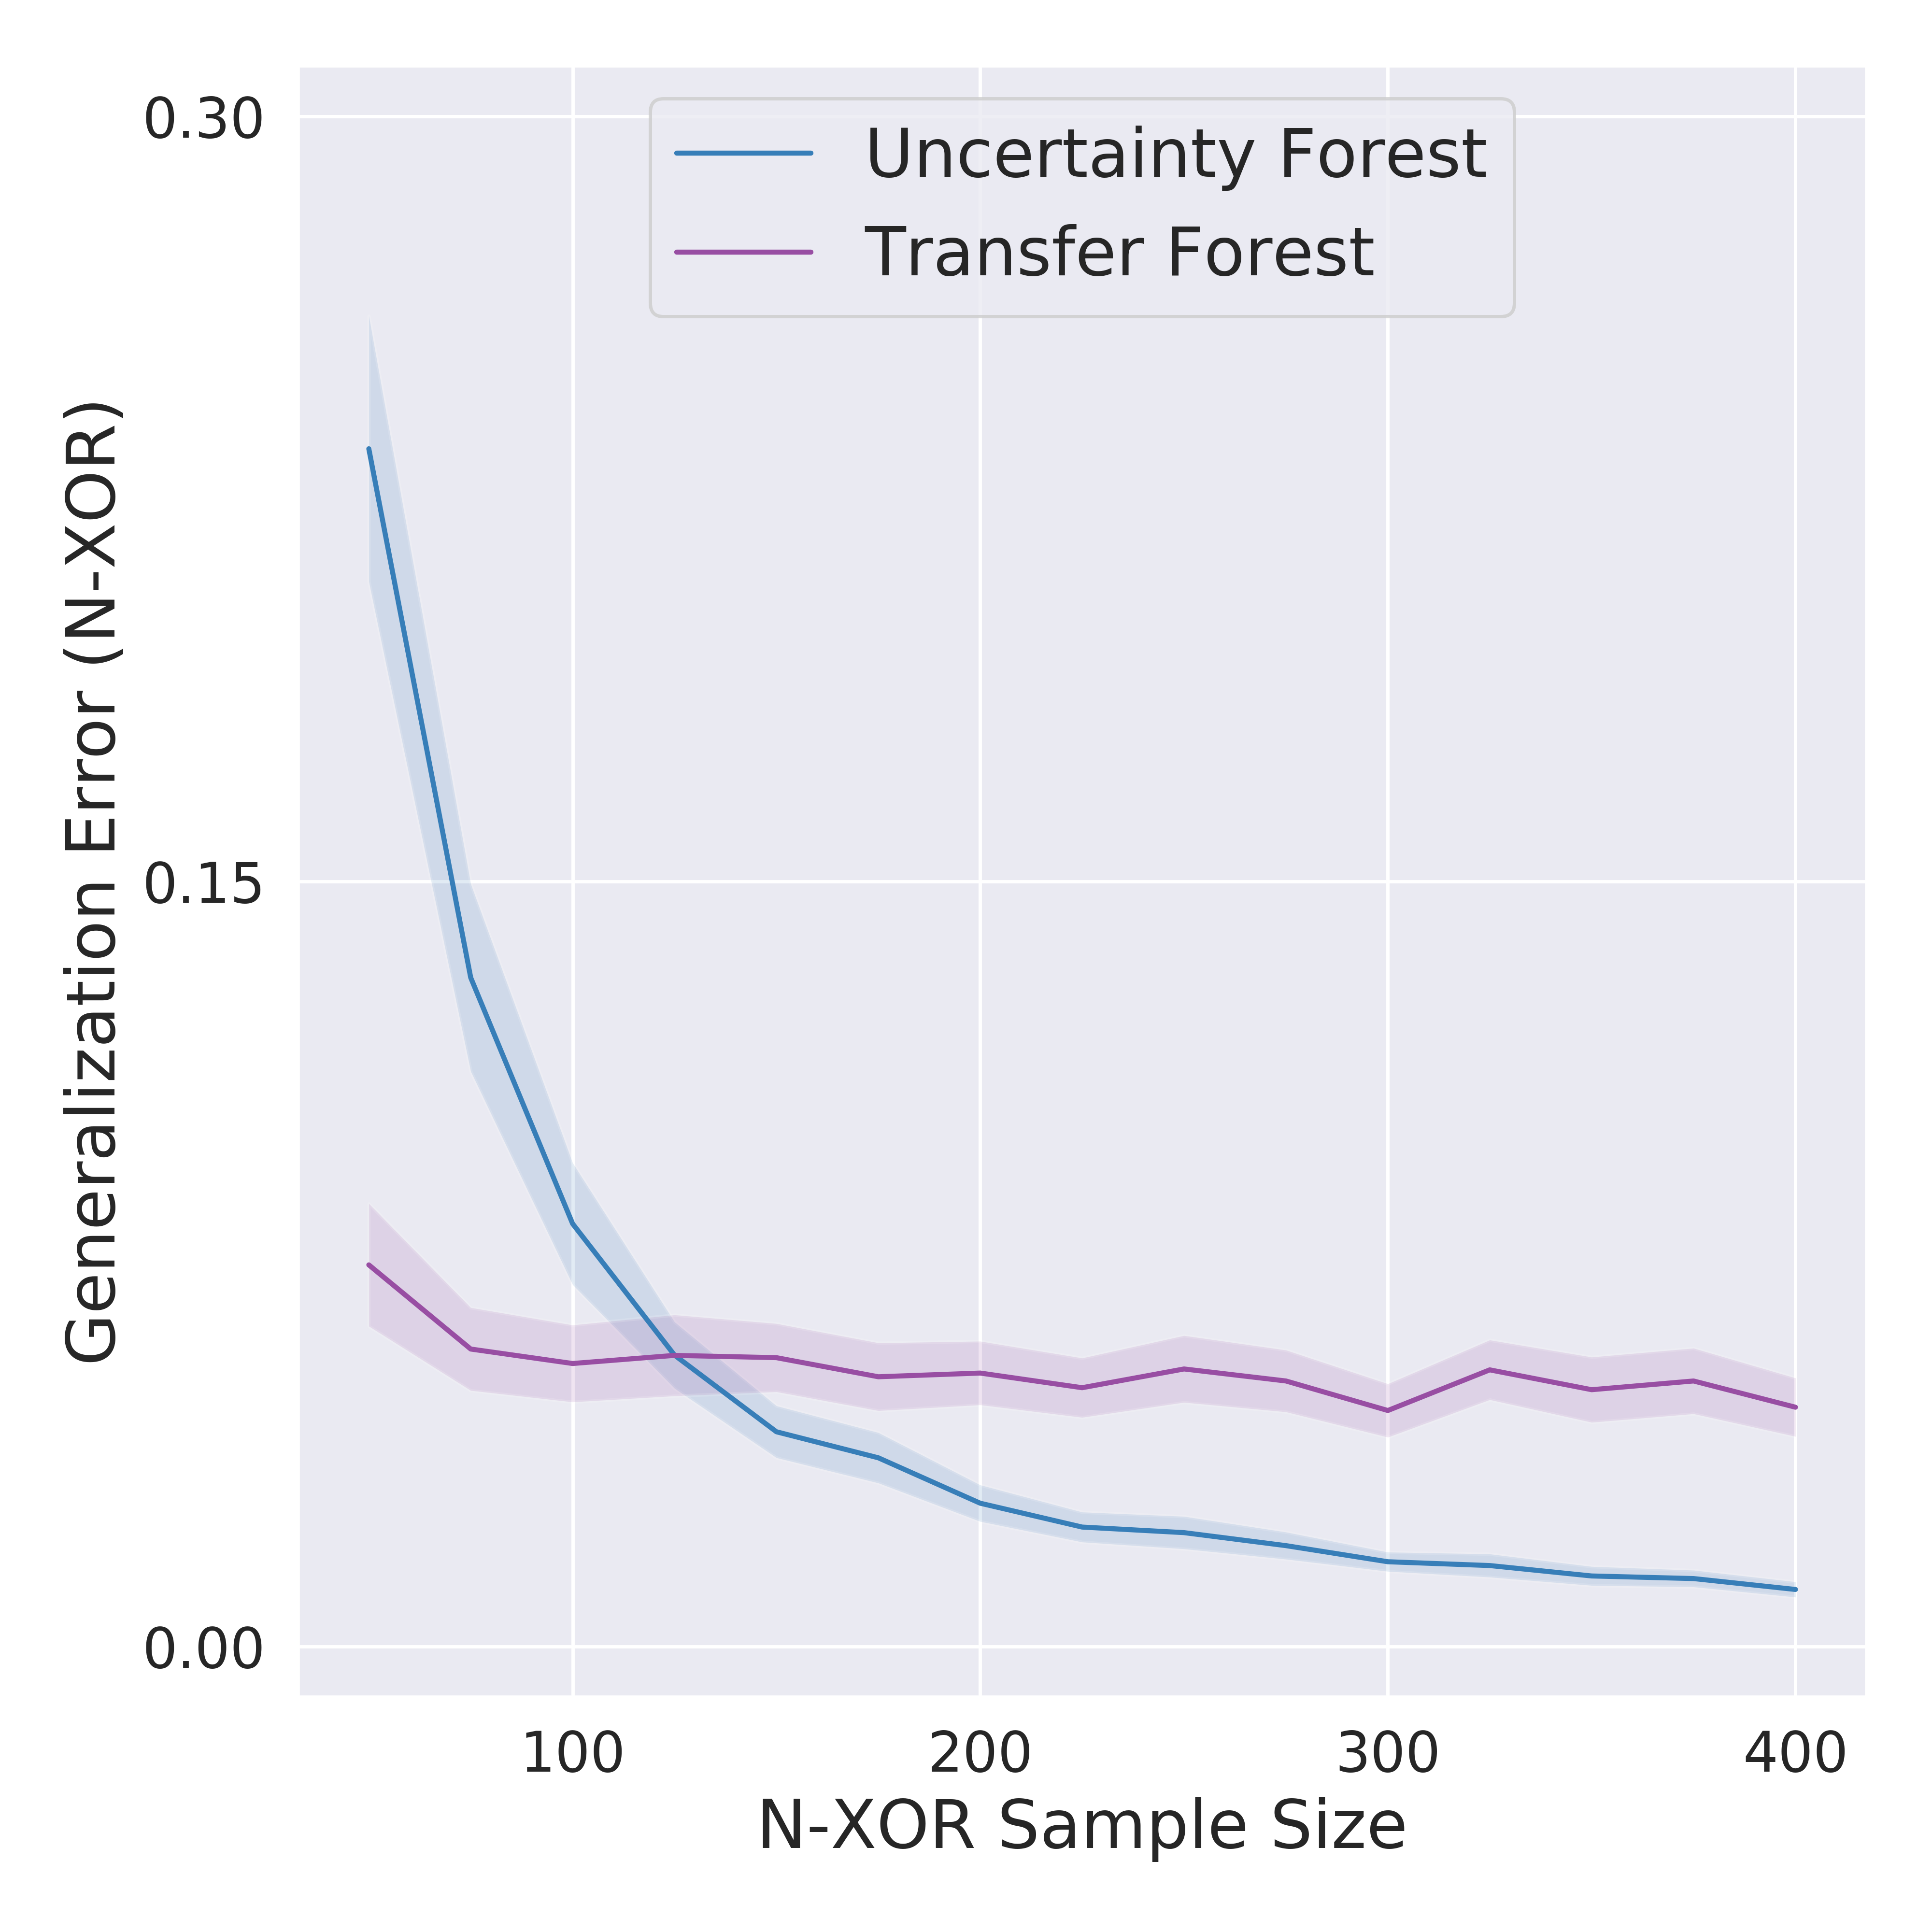 0.30
Uncertainty Forest
Transfer Forest
Generalization Error (N-XOR)
0.15
0.00
100 200 300 400
N-XOR Sample Size